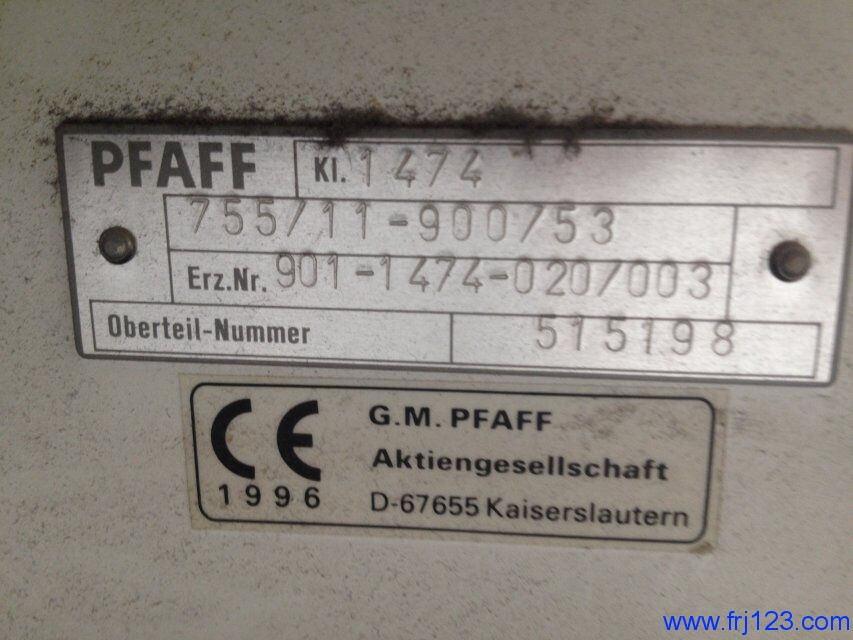 PFAFF Kl. 1474
755/11-900/53
Erz.Nr. 901-1474-020/003
Oberteil-Nummer 515198
CE G.M. PFAFF
Aktiengesellschaft
1996 D-67655 Kaiserslautern
www.frj123.com